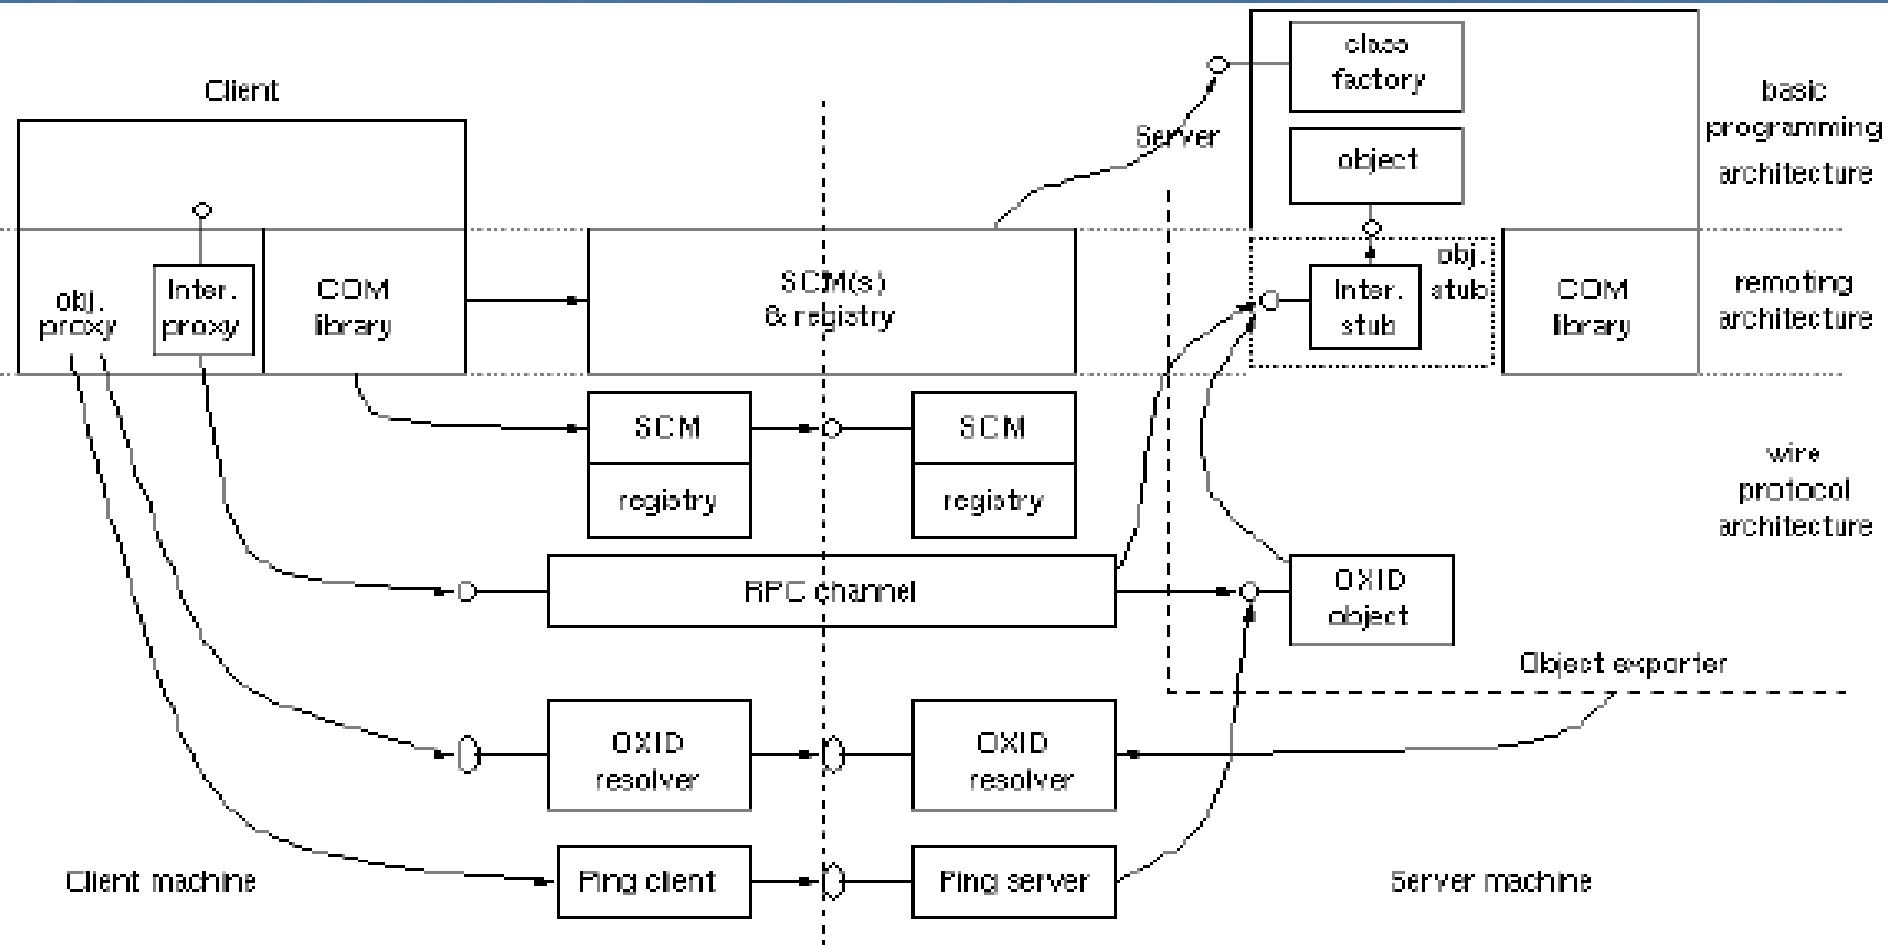 Client
class
factory
Server
object
basic
programming
architecture
obj.
proxy
Inter.
proxy
COM
library
SCM(s)
& registry
obj.
stub
Inter.
stub
COM
library
remoting
architecture
SCM
registry
SCM
registry
wire
protocol
architecture
RPC channel
OXID
object
Object exporter
OXID
resolver
OXID
resolver
Ping client
Ping server
Client machine
Server machine